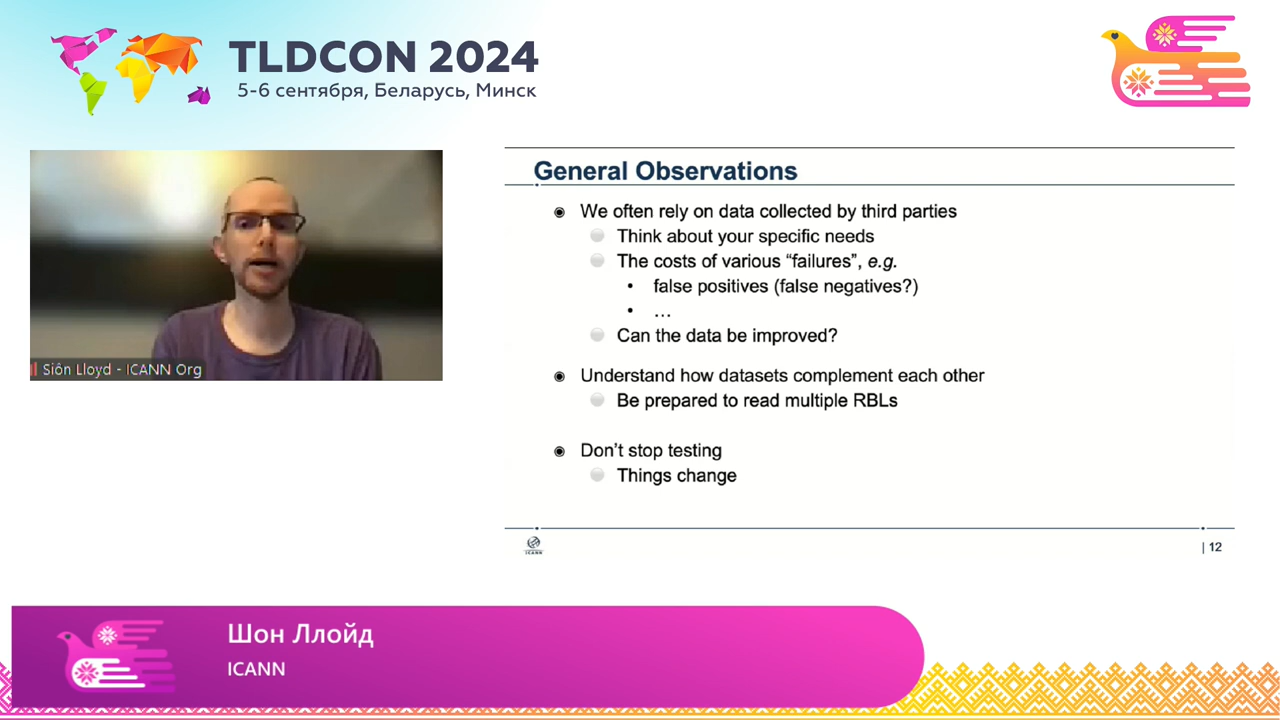 TLDCON 2024
5-6 сентября, Беларусь, Минск
General Observations
We often rely on data collected by third parties
Think about your specific needs
The costs of various “failures”, e.g.
• false positives (false negatives?)
• …
Can the data be improved?
Understand how datasets complement each other
Be prepared to read multiple RBLs
Don’t stop testing
Things change
ICANN
| 12
Siôn Lloyd - ICANN Org
Шон Ллойд
ICANN